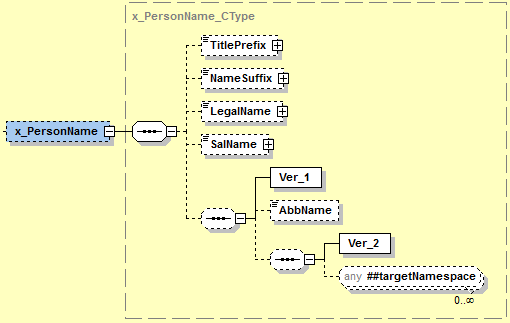 x_PersonName_CType
TitlePrefix
NameSuffix
LegalName
x_PersonName
SalName
Ver_1
AbbName
Ver_2
any ##targetNamespace
0..∞